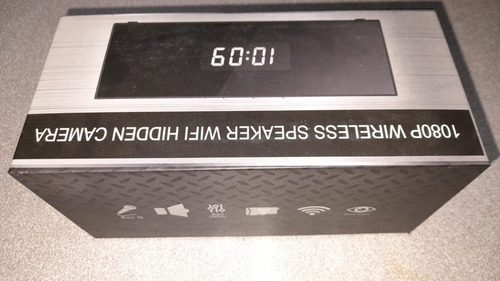 1080P WIRELESS SPEAKER WIFI HIDDEN CAMERA
10:09